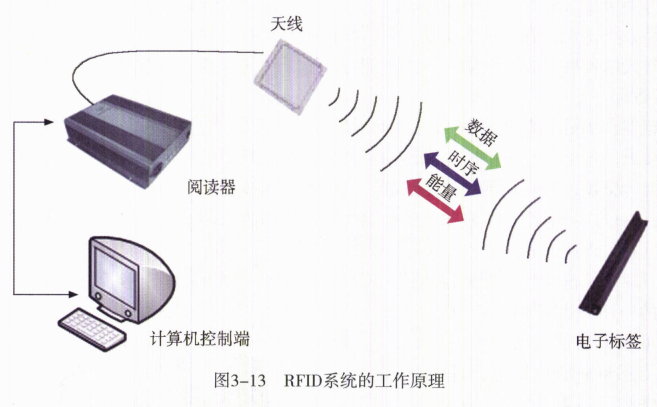 天线
数据
时序
能量
阅读器
计算机控制端
电子标签
图3-13 RFID系统的工作原理